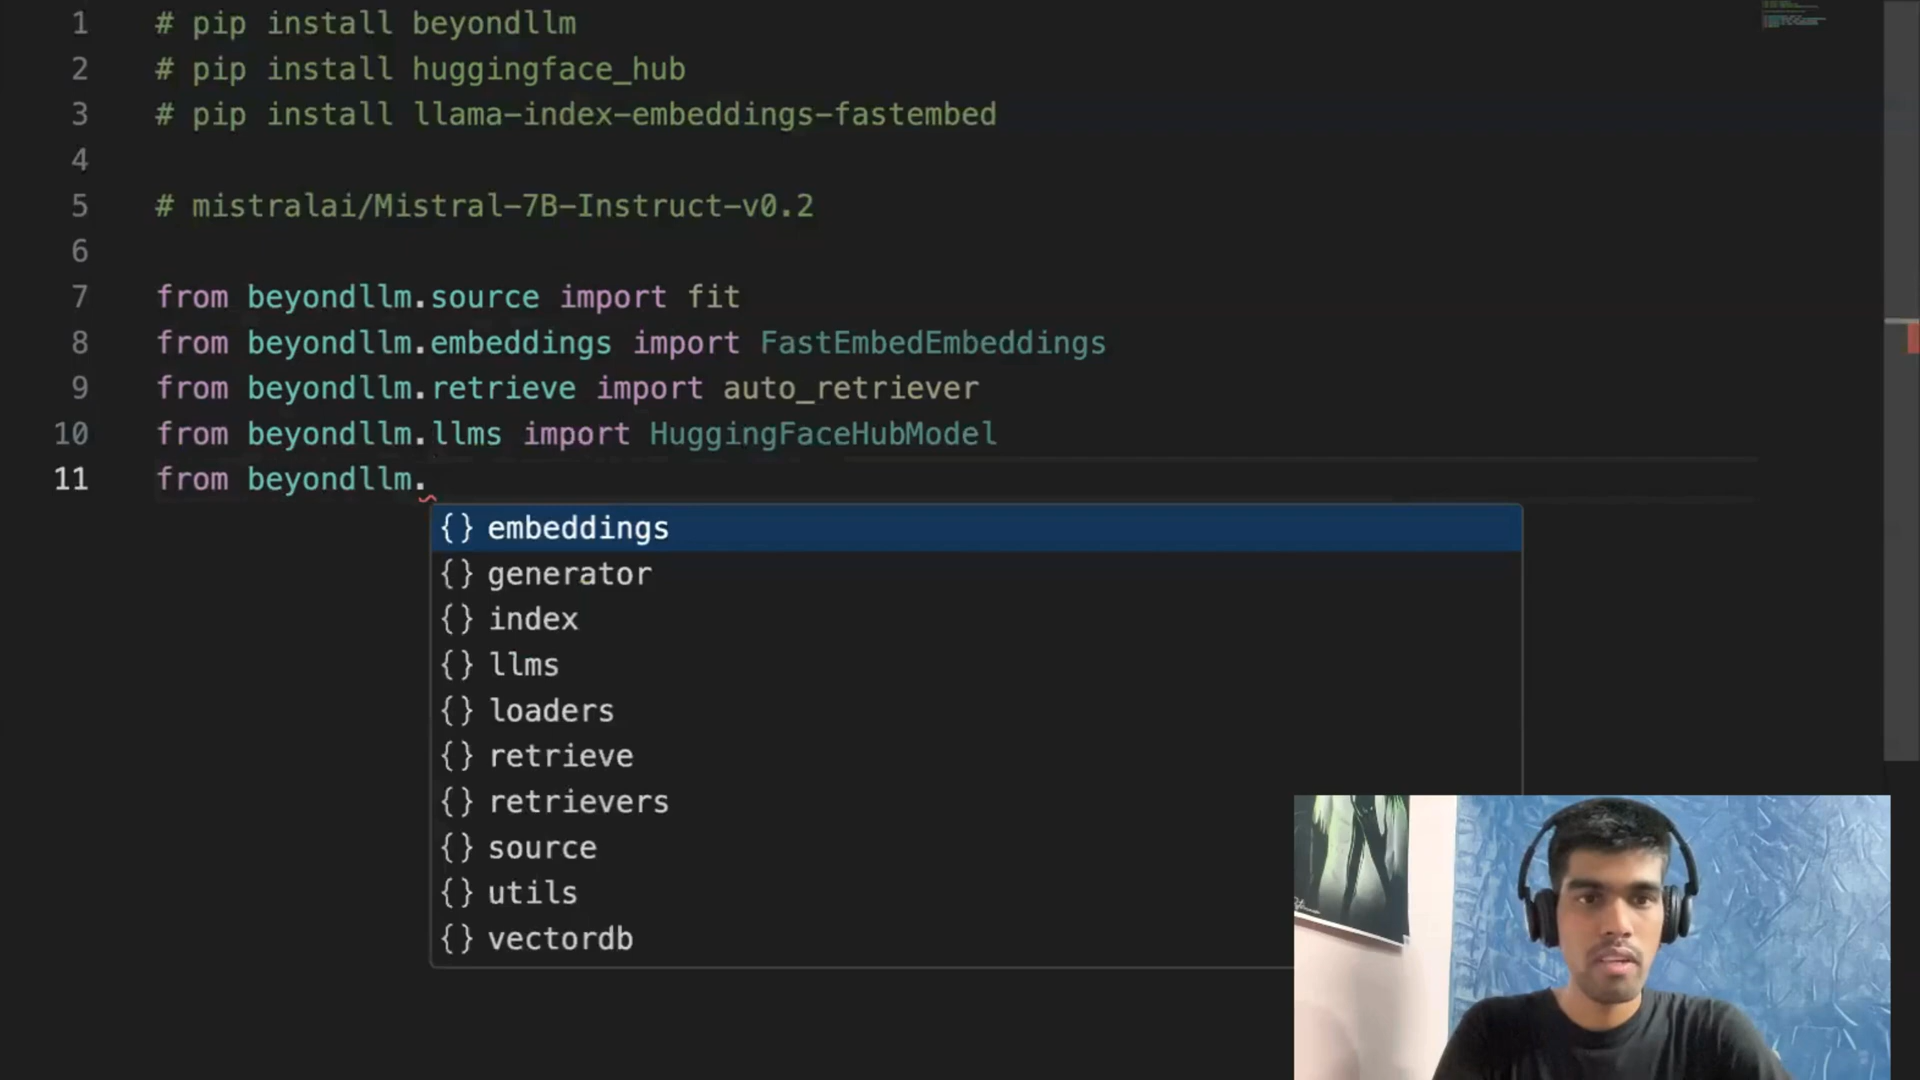 1 # pip install beyondllm
2 # pip install huggingface_hub
3 # pip install llama-index-embeddings-fastembed
4
5 # mistralai/Mistral-7B-Instruct-v0.2
6
7 from beyondllm.source import fit
8 from beyondllm.embeddings import FastEmbedEmbeddings
9 from beyondllm.retrieve import auto_retriever
10 from beyondllm.llms import HuggingFaceHubModel
11 from beyondllm.
{} embeddings
{} generator
{} index
{} llms
{} loaders
{} retrieve
{} retrievers
{} source
{} utils
{} vectordb